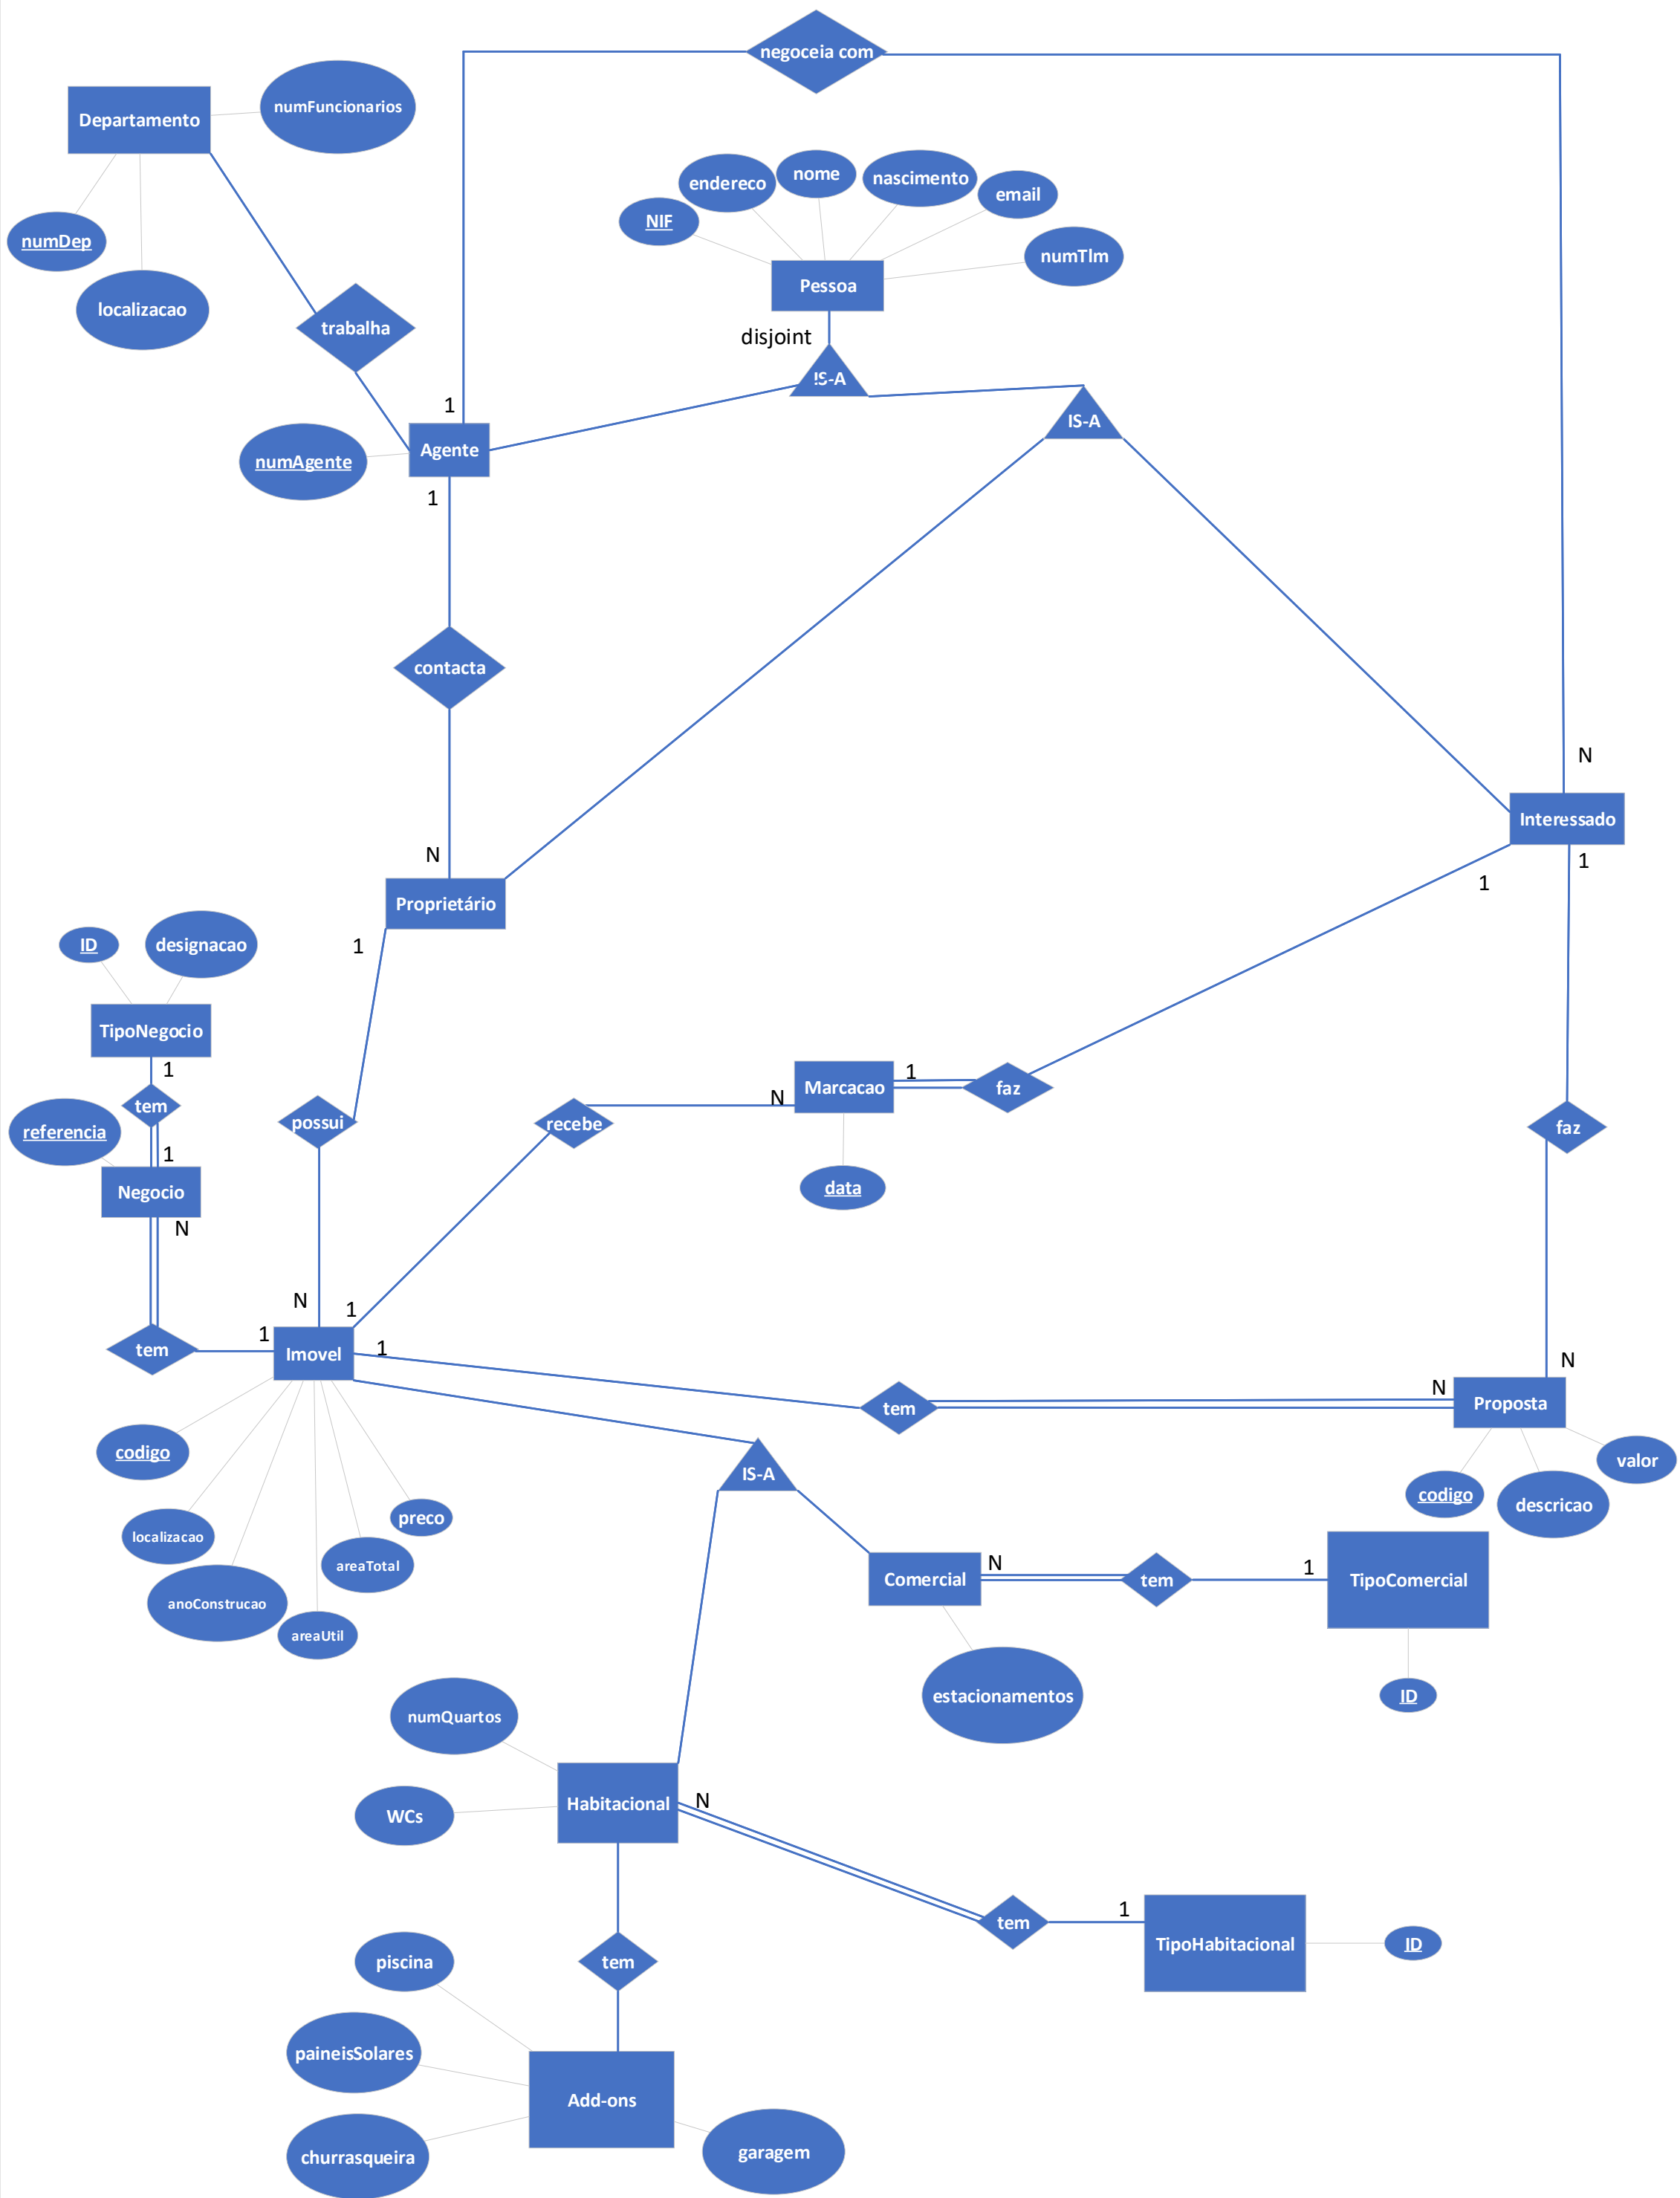 negoceia com
Departamento
numFuncionarios
numDep
localizacao
trabalha
endereco
nome
nascimento
email
NIF
numTlm
Pessoa
disjoint
IS-A
IS-A
1
Agente
numAgente
1
contacta
N
Proprietário
1
N
Interessado
1
1
ID
designacao
TipoNegocio
1
tem
referencia
1
Negocio
N
possui
recebe
N
Marcacao
1
faz
data
faz
N
1
1
tem
Imovel
1
tem
N
N
Proposta
codigo
descricao
valor
codigo
localizacao
anoConstrucao
areaUtil
areaTotal
preco
IS-A
Comercial
N
tem
1
TipoComercial
ID
estacionamentos
numQuartos
WCs
Habitacional
N
tem
1
TipoHabitacional
ID
tem
piscina
paineisSolares
churrasqueira
Add-ons
garagem